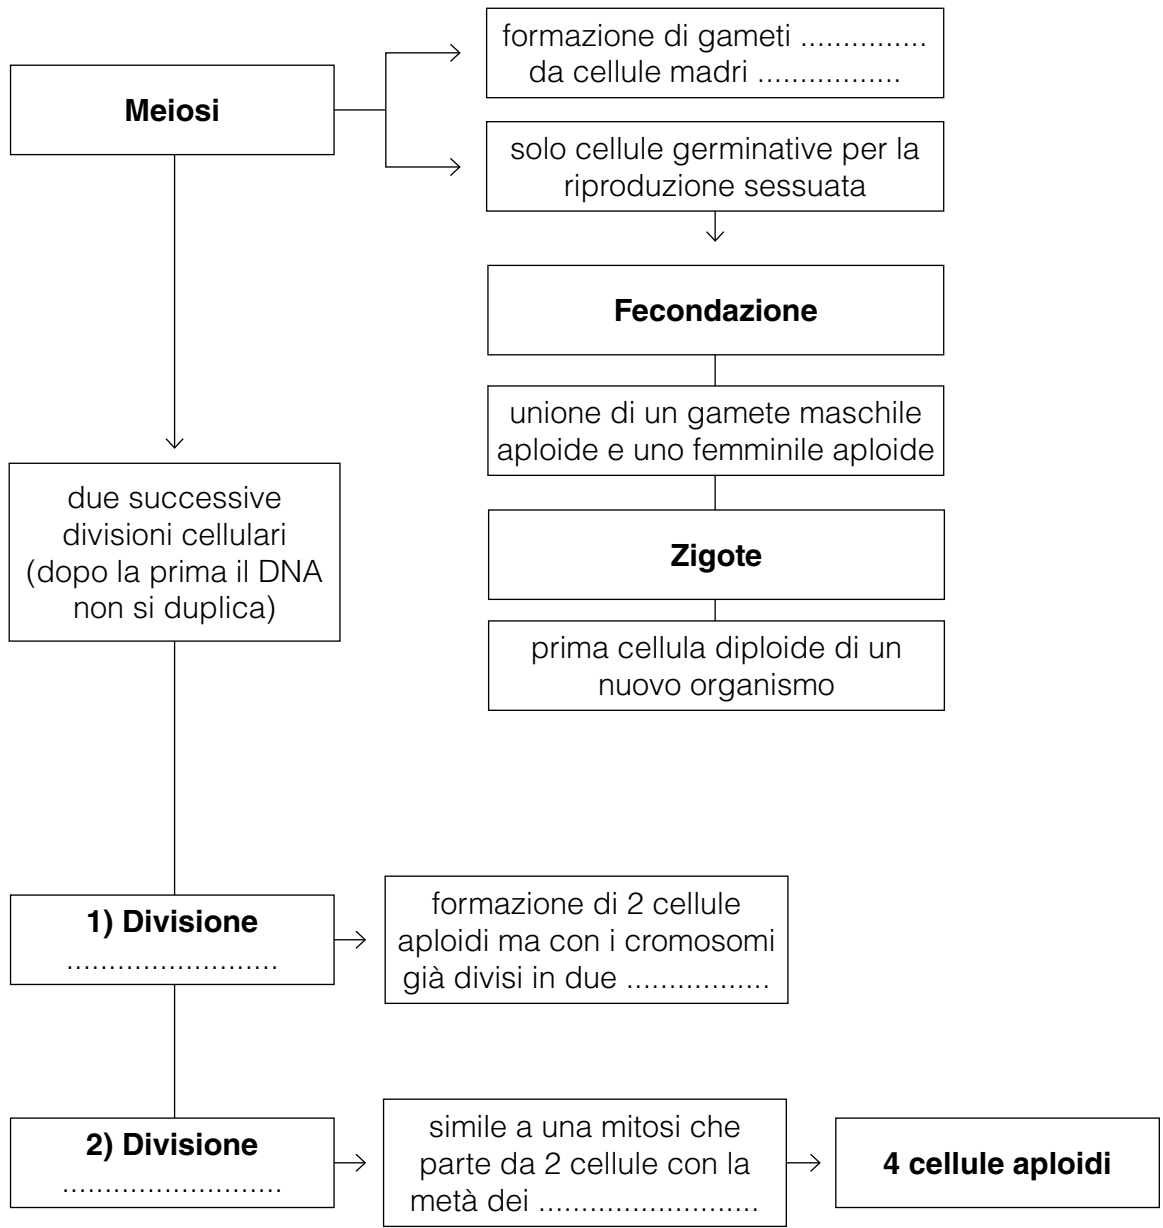 formazione di gameti ...............
da cellule madri .................
Meiosi
solo cellule germinative per la
riproduzione sessuata
Fecondazione
unione di un gamete maschile
aploide e uno femminile aploide
due successive
divisioni cellulari
(dopo la prima il DNA
non si duplica)
Zigote
prima cellula diploide di un
nuovo organismo
1) Divisione
.........................
formazione di 2 cellule
aploidi ma con i cromosomi
già divisi in due .................
2) Divisione
..........................
simile a una mitosi che
parte da 2 cellule con la
metà dei ..........................
4 cellule aploidi